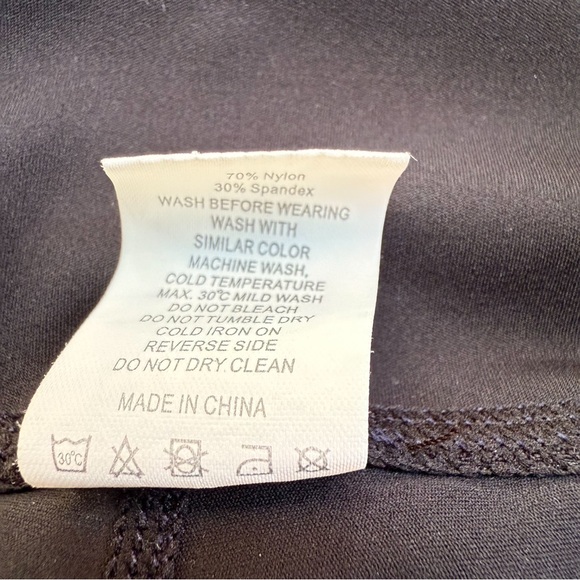 70% Nylon
30% Spandex
WASH BEFORE WEARING
WASH WITH
SIMILAR COLOR
MACHINE WASH,
COLD TEMPERATURE
MAX. 30°C MILD WASH
DO NOT BLEACH
DO NOT TUMBLE DRY
COLD IRON ON
REVERSE SIDE
DO NOT DRY. CLEAN
MADE IN CHINA
30°C